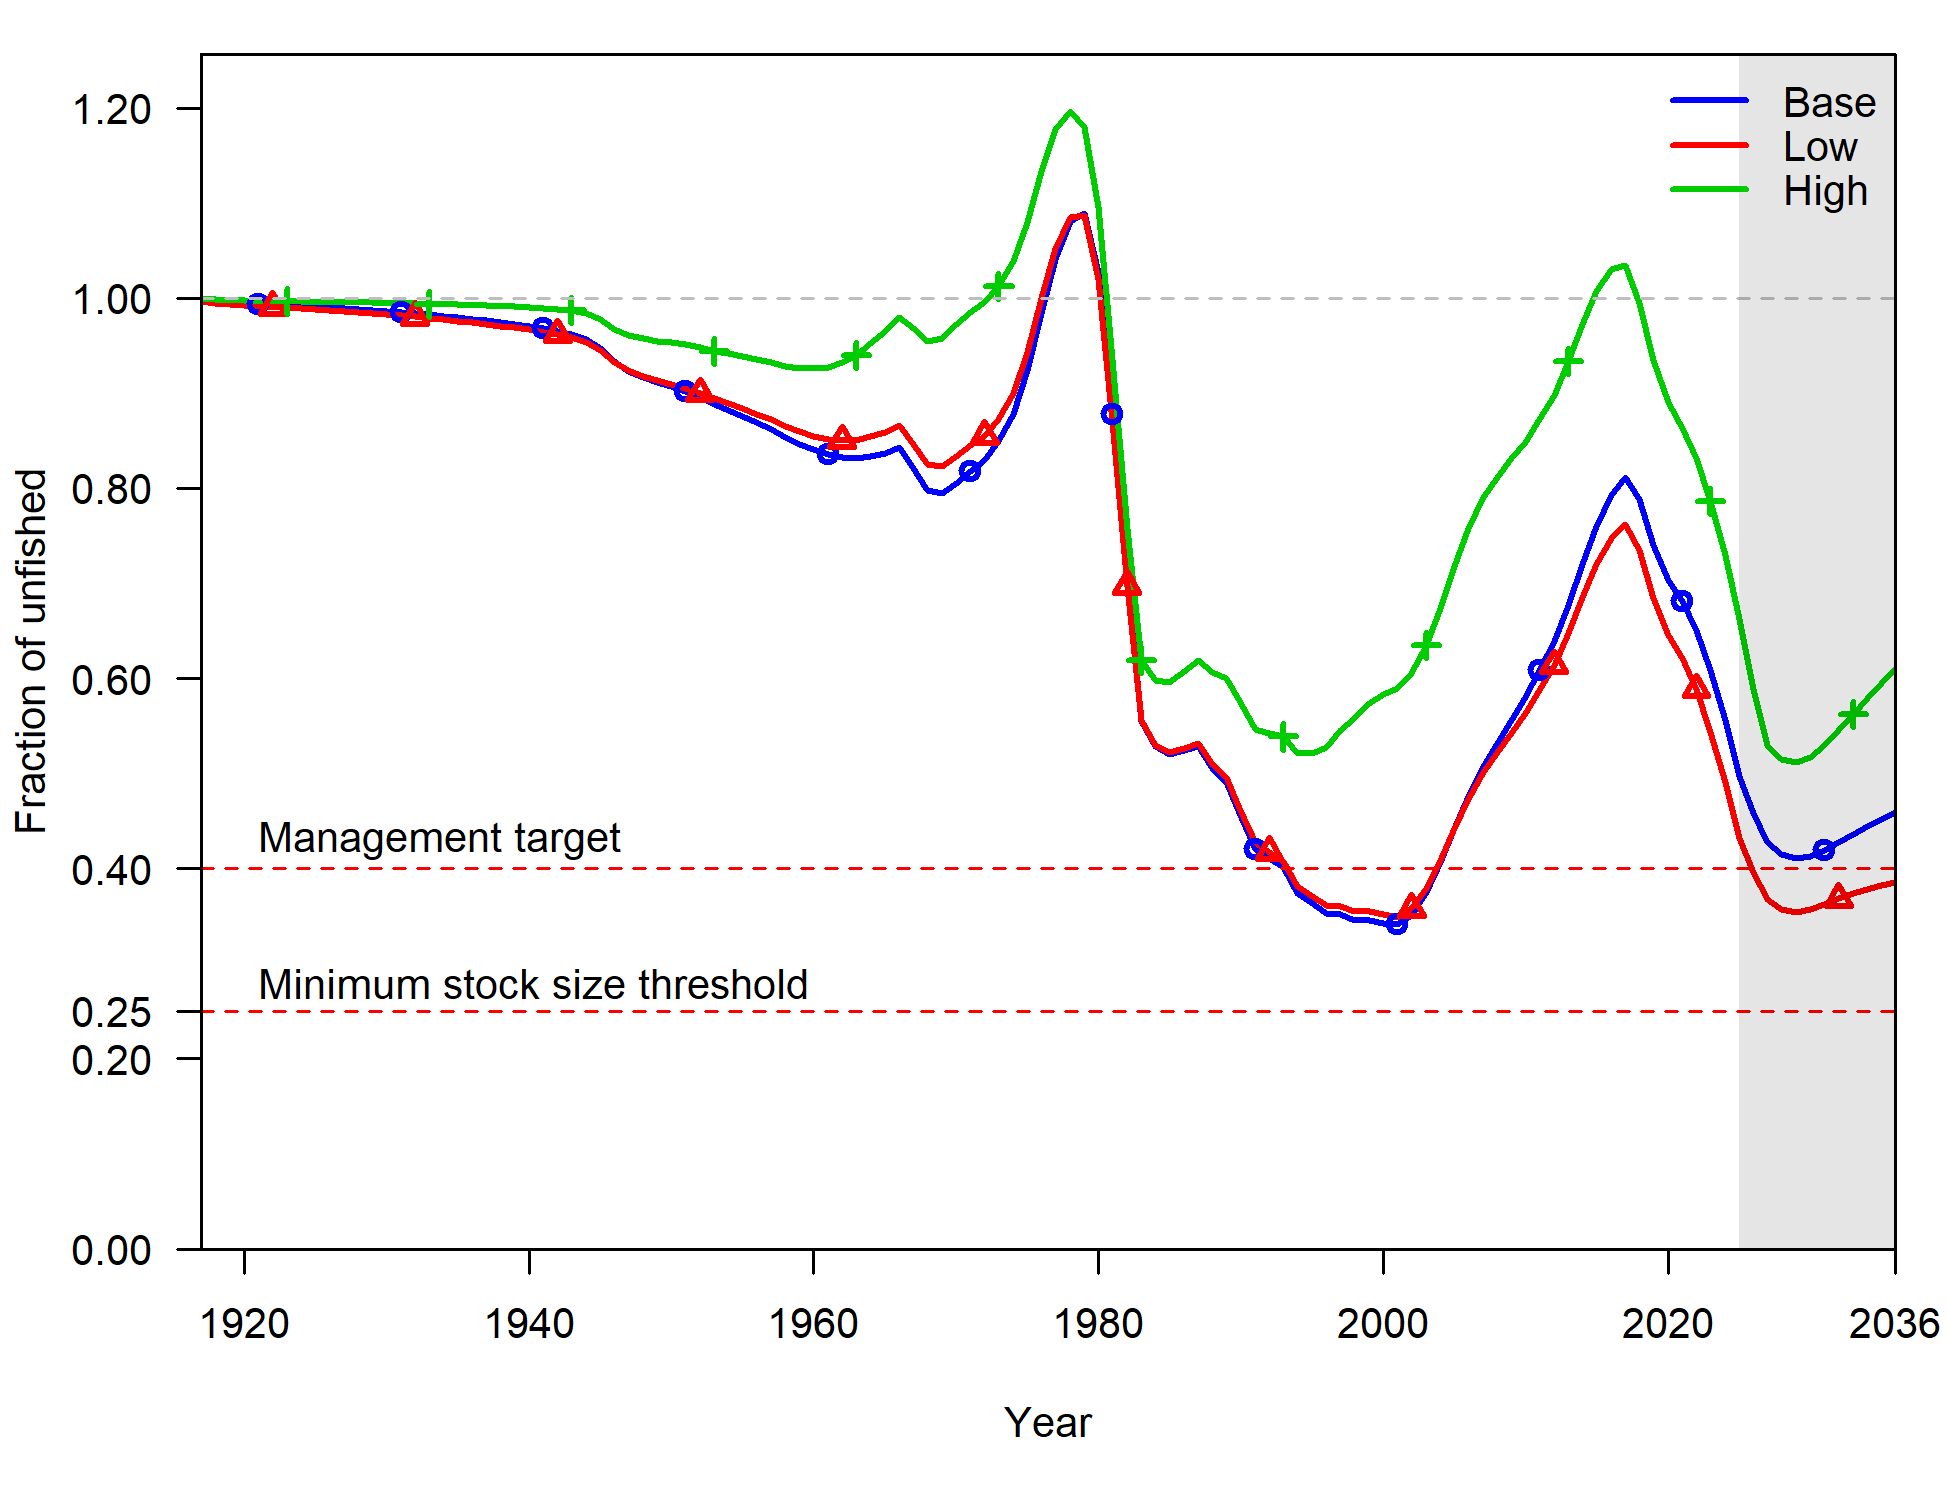 Base
Low
High
Fraction of unfished
1.20
1.00
0.80
0.60
0.40
0.25
0.20
0.00
Management target
Minimum stock size threshold
1920
1940
1960
1980
2000
2020
2036
Year